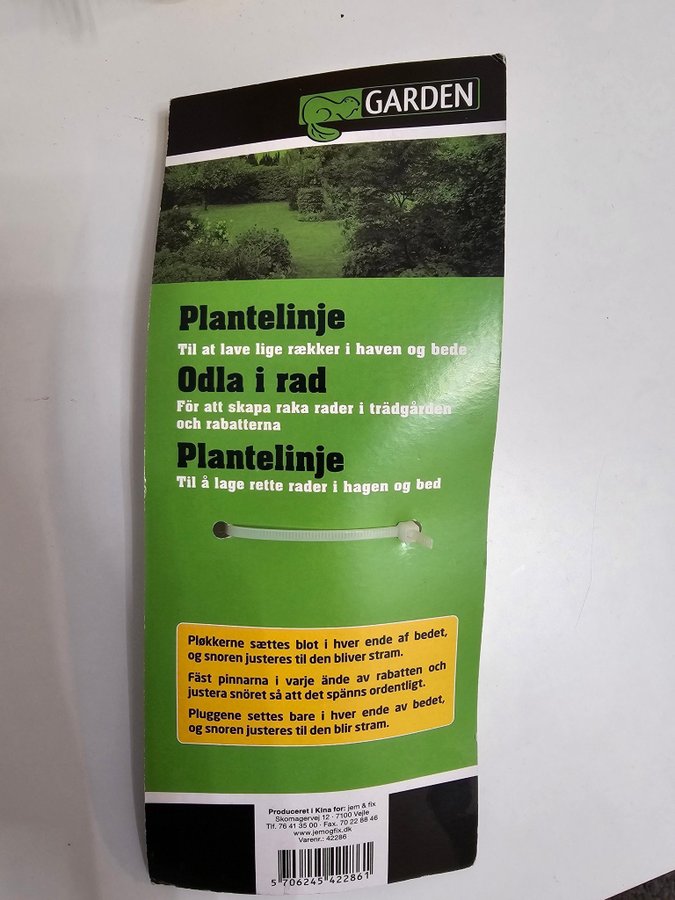 GARDEN
Plantelinje
Til at lave lige rækker i haven og bede
Odla i rad
För att skapa raka rader i trädgården
och rabatterna
Plantelinje
Til å lage rette rader i hagen og bed
Pløkkerne sættes blot i hver ende af bedet,
og snoren justeres til den bliver stram.
Fäst pinnarna i varje ände av rabatten och
justera snöret så att det spänns ordentligt.
Pluggene settes bare i hver ende av bedet,
og snoren justeres til den blir stram.
Produceret i Kina for: jem & fix
Skomagervej 12 · 7100 Vejle
Tlf. 76 41 35 00 · Fax. 70 22 88 46
www.jemogfix.dk
Varenr.: 42286
5 706245 422861